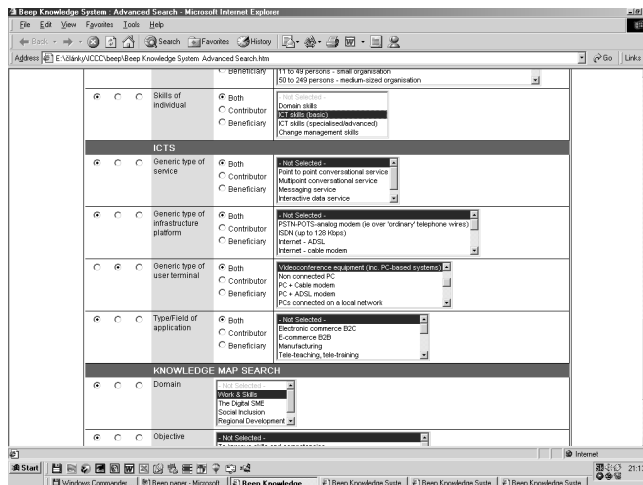 Beep Knowledge System : Advanced Search - Microsoft Internet Explorer
File Edit View Favorites Tools Help
Back Search Favorites History
Address E:\články\ICCC\beep\Beep Knowledge System Advanced Search.htm Go Links
Beneficiary
11 to 49 persons - small organisation
50 to 249 persons - medium-sized organisation
Skills of individual
Both
Contributor
Beneficiary
- Not Selected -
Domain skills
ICT skills (basic)
ICT skills (specialised/advanced)
Change management skills
ICTS
Generic type of service
Both
Contributor
Beneficiary
- Not Selected -
Point to point conversational service
Multipoint conversational service
Messaging service
Interactive data service
Generic type of infrastructure platform
Both
Contributor
Beneficiary
- Not Selected -
PSTN-POTS-analog modem (ie over 'ordinary' telephone wires)
ISDN (up to 128 Kbps)
Internet - ADSL
Internet - cable modem
Generic type of user terminal
Both
Contributor
Beneficiary
Videoconference equipment (inc. PC-based systems)
Non connected PC
PC + Cable modem
PC + ADSL modem
PCs connected on a local network
Type/Field of application
Both
Contributor
Beneficiary
- Not Selected -
Electronic commerce B2C
E-commerce B2B
Manufacturing
Tele-teaching, tele-training
KNOWLEDGE MAP SEARCH
Domain
- Not Selected -
Work & Skills
The Digital SME
Social Inclusion
Regional Development
Objective
- Not Selected -
Internet
Start
Windows Commander
Beep paper - Microsoft
Beep Knowledge
Beep Knowledge Syste
Beep Knowledge Syste
Beep Knowledge Syste